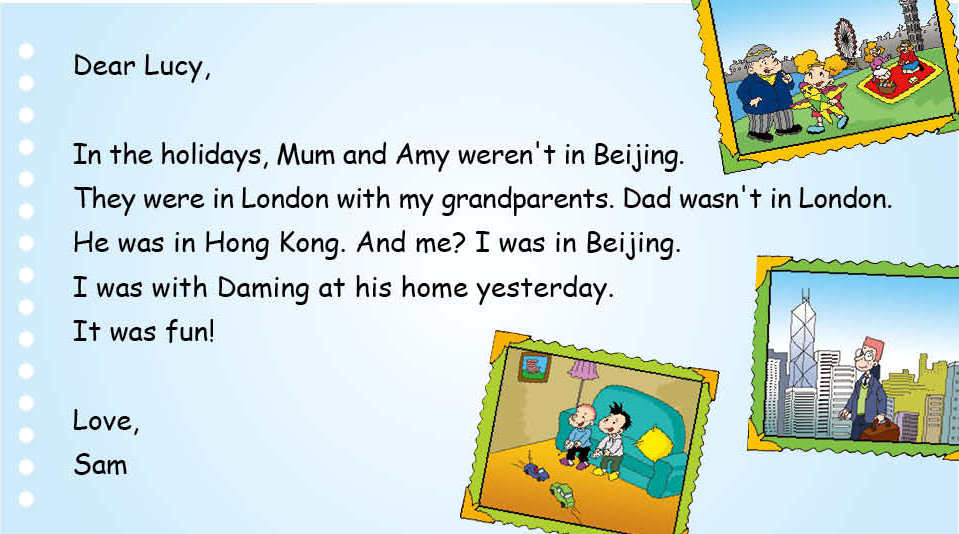 Dear Lucy,
In the holidays, Mum and Amy weren't in Beijing.
They were in London with my grandparents. Dad wasn't in London.
He was in Hong Kong. And me? I was in Beijing.
I was with Daming at his home yesterday.
It was fun!
Love,
Sam